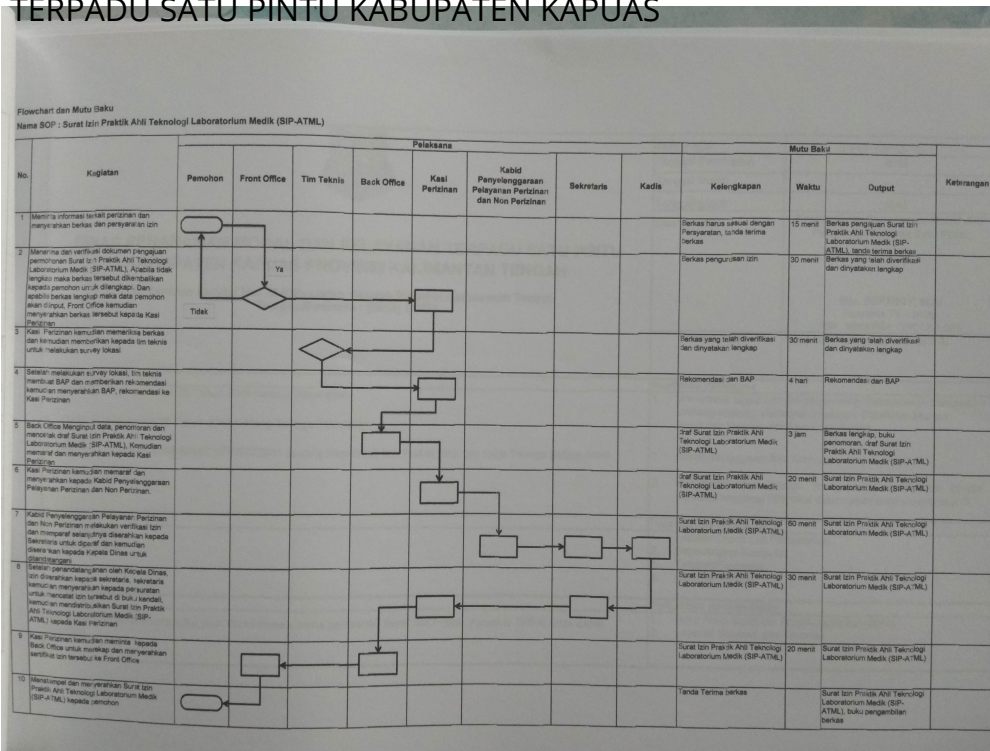 TERPADU SATU PINTU KABUPATEN KAPUAS
Flowchart dan Mutu Baku
Nama SOP : Surat Izin Praktik Ahli Teknologi Laboratorium Medik (SIP-ATML)
Pelaksana
Mutu Baku
No.
Kegiatan
Pemohon
Front Office
Tim Teknis
Back Office
Kasi
Perizinan
Kabid
Penyelenggaraan
Pelayanan Perizinan
dan Non Perizinan
Sekretaris
Kadis
Kelengkapan
Waktu
Output
Keterangan
1
Meminta informasi terkait perizinan dan
menyerahkan berkas dan persyaratan izin
Berkas harus sesuai dengan
Persyaratan, tanda terima
berkas
15 menit
Berkas pengajuan Surat Izin
Praktik Ahli Teknologi
Laboratorium Medik (SIP-
ATML), tanda terima berkas
2
Menerima dan verifikasi dokumen pengajuan
permohonan Surat Izin Praktik Ahli Teknologi
Laboratorium Medik (SIP-ATML), Apabila tidak
lengkap maka berkas tersebut dikembalikan
kepada pemohon untuk dilengkapi. Dan
apabila berkas lengkap maka data pemohon
akan diinput, Front Office kemudian
menyerahkan berkas tersebut kepada Kasi
Perizinan
Ya
Tidak
Berkas pengurusan izin
30 menit
Berkas yang telah diverifikasi
dan dinyatakan lengkap
3
Kasi Perizinan kemudian memeriksa berkas
dan kemudian memberikan kepada tim teknis
untuk melakukan survey lokasi
Berkas yang telah diverifikasi
dan dinyatakan lengkap
30 menit
Berkas yang telah diverifikasi
dan dinyatakan lengkap
4
Setelah melakukan survey lokasi, tim teknis
membuat BAP dan memberikan rekomendasi
kemudian menyerahkan BAP, rekomendasi ke
Kasi Perizinan
Rekomendasi dan BAP
4 hari
Rekomendasi dan BAP
5
Back Office Menginput data, penomoran dan
mencetak draf Surat Izin Praktik Ahli Teknologi
Laboratorium Medik (SIP-ATML), Kemudian
memaraf dan menyerahkan kepada Kasi
Perizinan
draf Surat Izin Praktik Ahli
Teknologi Laboratorium Medik
(SIP-ATML)
3 jam
Berkas lengkap, buku
penomoran, draf Surat Izin
Praktik Ahli Teknologi
Laboratorium Medik (SIP-ATML)
6
Kasi Perizinan kemudian memaraf dan
menyerahkan kepada Kabid Penyelenggaraan
Pelayanan Perizinan dan Non Perizinan.
draf Surat Izin Praktik Ahli
Teknologi Laboratorium Medik
(SIP-ATML)
20 menit
Surat Izin Praktik Ahli Teknologi
Laboratorium Medik (SIP-ATML)
7
Kabid Penyelenggaraan Pelayanan Perizinan
dan Non Perizinan melakukan verifikasi Izin
dan memparaf selanjutnya diserahkan kepada
Sekretaris untuk diparaf dan kemudian
diserahkan kepada Kepala Dinas untuk
ditandatangani
Surat Izin Praktik Ahli Teknologi
Laboratorium Medik (SIP-ATML)
60 menit
Surat Izin Praktik Ahli Teknologi
Laboratorium Medik (SIP-ATML)
8
Setelah penandatanganan oleh Kepala Dinas,
izin diserahkan kepada sekretaris, sekretaris
kemudian menyerahkan kepada persuratan
untuk mencatat izin tersebut di buku kendali,
kemudian mendistribusikan Surat Izin Praktik
Ahli Teknologi Laboratorium Medik (SIP-
ATML) kepada Kasi Perizinan
Surat Izin Praktik Ahli Teknologi
Laboratorium Medik (SIP-ATML)
30 menit
Surat Izin Praktik Ahli Teknologi
Laboratorium Medik (SIP-ATML)
9
Kasi Perizinan kemudian meminta kepada
Back Office untuk merekap dan menyerahkan
sertifikat izin tersebut ke Front Office
Surat Izin Praktik Ahli Teknologi
Laboratorium Medik (SIP-ATML)
20 menit
Surat Izin Praktik Ahli Teknologi
Laboratorium Medik (SIP-ATML)
10
Menstempel dan menyerahkan Surat Izin
Praktik Ahli Teknologi Laboratorium Medik
(SIP-ATML) kepada pemohon
Tanda Terima berkas
Surat Izin Praktik Ahli Teknologi
Laboratorium Medik (SIP-
ATML), buku pengambilan
berkas